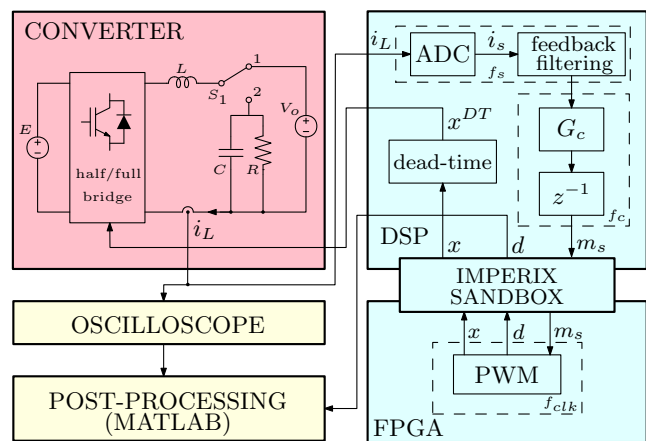 CONVERTER
E
half/full
bridge
L
S1
1
2
C
R
Vo
iL
iL
ADC
is
fs
feedback
filtering
xDT
dead-time
Gc
z−1
fc
DSP
x
d
ms
IMPERIX
SANDBOX
x
d
ms
PWM
fclk
FPGA
OSCILLOSCOPE
POST-PROCESSING
(MATLAB)